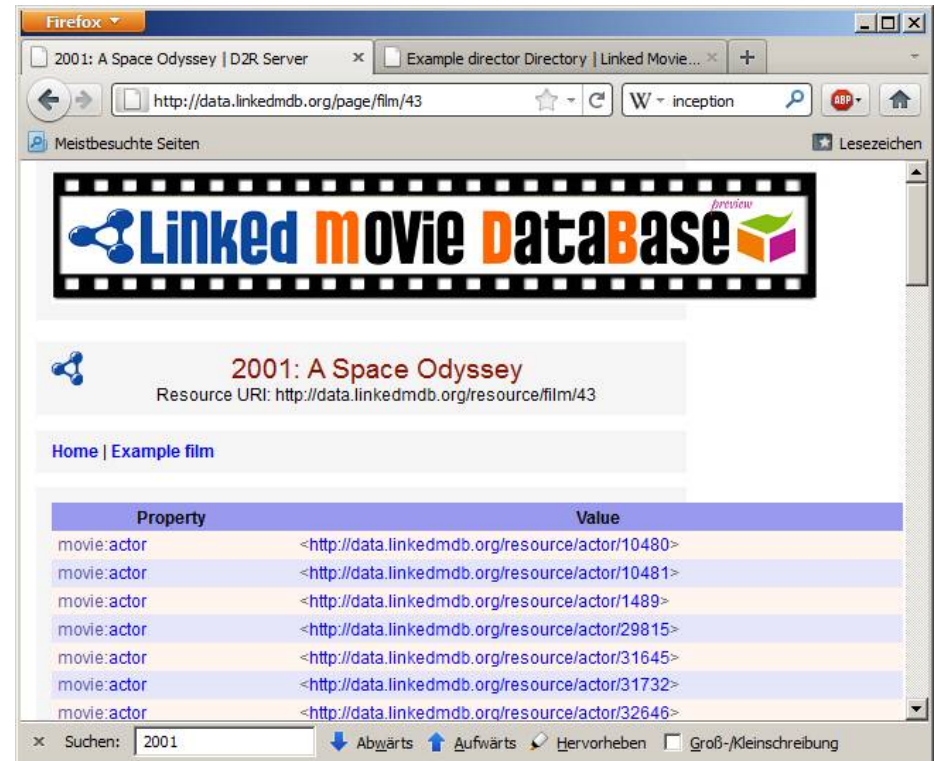 Firefox
2001: A Space Odyssey | D2R Server × Example director Directory | Linked Movie... × +
http://data.linkedmdb.org/page/film/43 W inception ABP
Meistbesuchte Seiten Lesezeichen
preview
Linked Movie DataBase
2001: A Space Odyssey
Resource URI: http://data.linkedmdb.org/resource/film/43
Home | Example film
Property Value
movie:actor <http://data.linkedmdb.org/resource/actor/10480>
movie:actor <http://data.linkedmdb.org/resource/actor/10481>
movie:actor <http://data.linkedmdb.org/resource/actor/1489>
movie:actor <http://data.linkedmdb.org/resource/actor/29815>
movie:actor <http://data.linkedmdb.org/resource/actor/31645>
movie:actor <http://data.linkedmdb.org/resource/actor/31732>
movie:actor <http://data.linkedmdb.org/resource/actor/32646>
× Suchen: 2001 Abwärts Aufwärts Hervorheben Groß-/Kleinschreibung